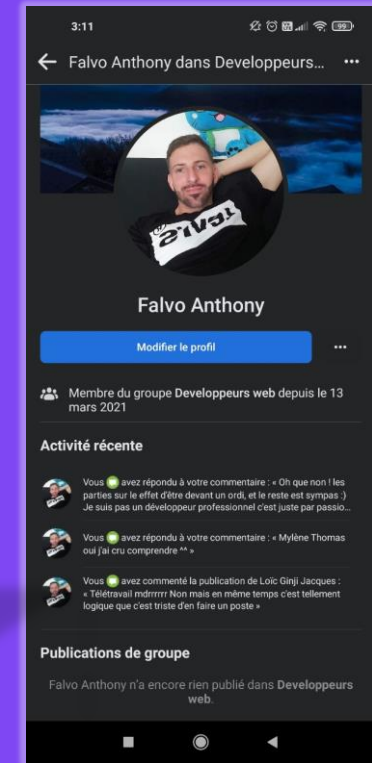 3:11
99
Falvo Anthony dans Developpeurs...
LEVI'S
Falvo Anthony
Modifier le profil
Membre du groupe Developpeurs web depuis le 13
mars 2021
Activité récente
Vous avez répondu à votre commentaire : « Oh que non ! les
parties sur le effet d'être devant un ordi, et le reste est sympas :)
Je suis pas un développeur professionnel c'est juste par passio...
Vous avez répondu à votre commentaire : « Mylène Thomas
oui j'ai cru comprendre ^^ »
Vous avez commenté la publication de Loïc Ginji Jacques :
« Télétravail mdrrrrr Non mais en même temps c'est tellement
logique que c'est triste d'en faire un poste »
Publications de groupe
Falvo Anthony n'a encore rien publié dans Developpeurs
web.